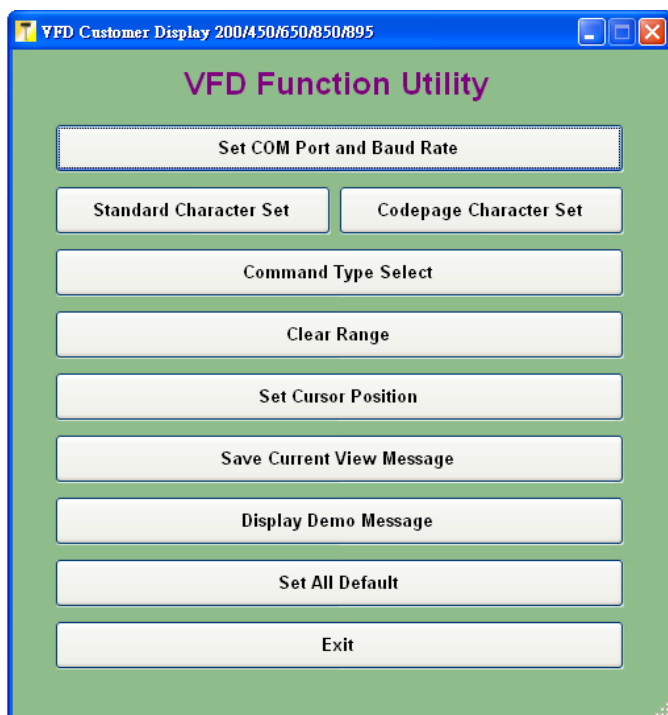 VFD Customer Display 200/450/650/850/895
VFD Function Utility
Set COM Port and Baud Rate
Standard Character Set
Codepage Character Set
Command Type Select
Clear Range
Set Cursor Position
Save Current View Message
Display Demo Message
Set All Default
Exit